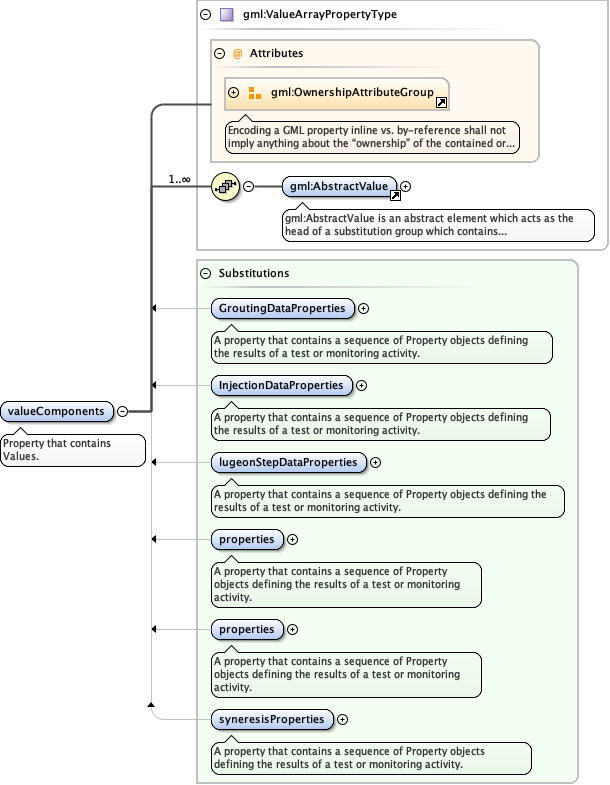 gml:ValueArrayPropertyType
@ Attributes
gml:OwnershipAttributeGroup
Encoding a GML property inline vs. by-reference shall not
imply anything about the “ownership” of the contained or...
1..∞
gml:AbstractValue
gml:AbstractValue is an abstract element which acts as the
head of a substitution group which contains...
Substitutions
GroutingDataProperties
A property that contains a sequence of Property objects defining
the results of a test or monitoring activity.
InjectionDataProperties
A property that contains a sequence of Property objects defining
the results of a test or monitoring activity.
valueComponents
Property that contains
Values.
lugeonStepDataProperties
A property that contains a sequence of Property objects defining the
results of a test or monitoring activity.
properties
A property that contains a sequence of Property
objects defining the results of a test or monitoring
activity.
properties
A property that contains a sequence of Property
objects defining the results of a test or monitoring
activity.
syneresisProperties
A property that contains a sequence of Property objects
defining the results of a test or monitoring activity.